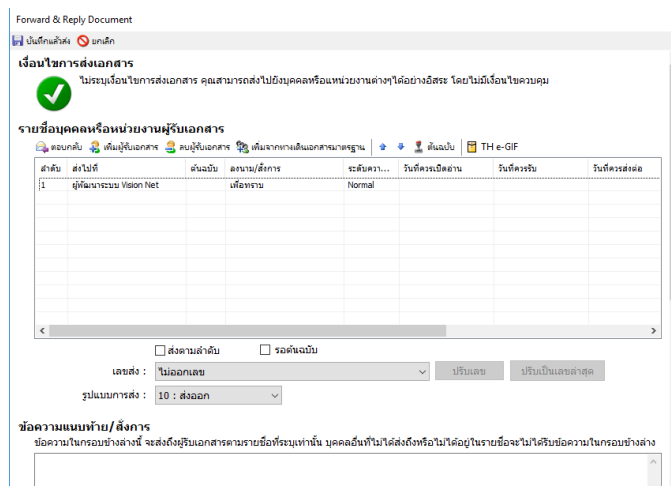 Forward & Reply Document
บันทึกแล้วส่ง ยกเลิก
เงื่อนไขการส่งเอกสาร
ไม่ระบุเงื่อนไขการส่งเอกสาร คุณสามารถส่งไปยังบุคคลหรือแหน่วยงานต่างๆได้อย่างอิสระ โดยไม่มีเงื่อนไขควบคุม
รายชื่อบุคคลหรือหน่วยงานผู้รับเอกสาร
ตอบกลับ เพิ่มผู้รับเอกสาร ลบผู้รับเอกสาร เพิ่มจากทางเดินเอกสารมาตรฐาน ต้นฉบับ TH e-GIF
ลำดับ ส่งไปที่ ต้นฉบับ ลงนาม/สั่งการ ระดับควา... วันที่ควรเปิดอ่าน วันที่ควรรับ วันที่ควรส่งต่อ
1 ผู้พัฒนาระบบ Vision Net เพื่อทราบ Normal
ส่งตามลำดับ รอต้นฉบับ
เลขส่ง : ไม่ออกเลข ปรับเลข ปรับเป็นเลขล่าสุด
รูปแบบการส่ง : 10 : ส่งออก
ข้อความแนบท้าย/สั่งการ
ข้อความในกรอบข้างล่างนี้ จะส่งถึงผู้รับเอกสารตามรายชื่อที่ระบุเท่านั้น บุคคลอื่นที่ไม่ได้ส่งถึงหรือไม่ได้อยู่ในรายชื่อจะไม่ได้รับข้อความในกรอบข้างล่าง